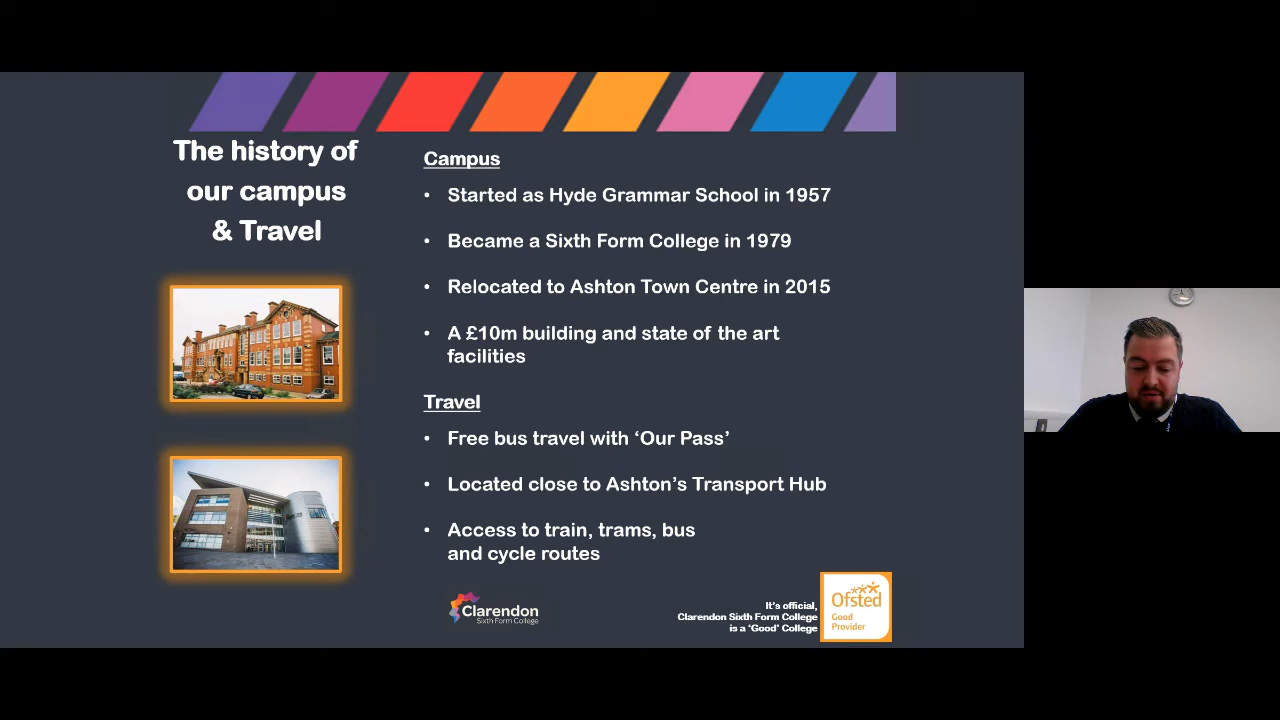 The history of
our campus
& Travel
Campus
• Started as Hyde Grammar School in 1957
• Became a Sixth Form College in 1979
• Relocated to Ashton Town Centre in 2015
• A £10m building and state of the art
facilities
Travel
• Free bus travel with ‘Our Pass’
• Located close to Ashton’s Transport Hub
• Access to train, trams, bus
and cycle routes
Clarendon
Sixth Form College
It’s official,
Clarendon Sixth Form College
is a ‘Good’ College
Ofsted
Good
Provider